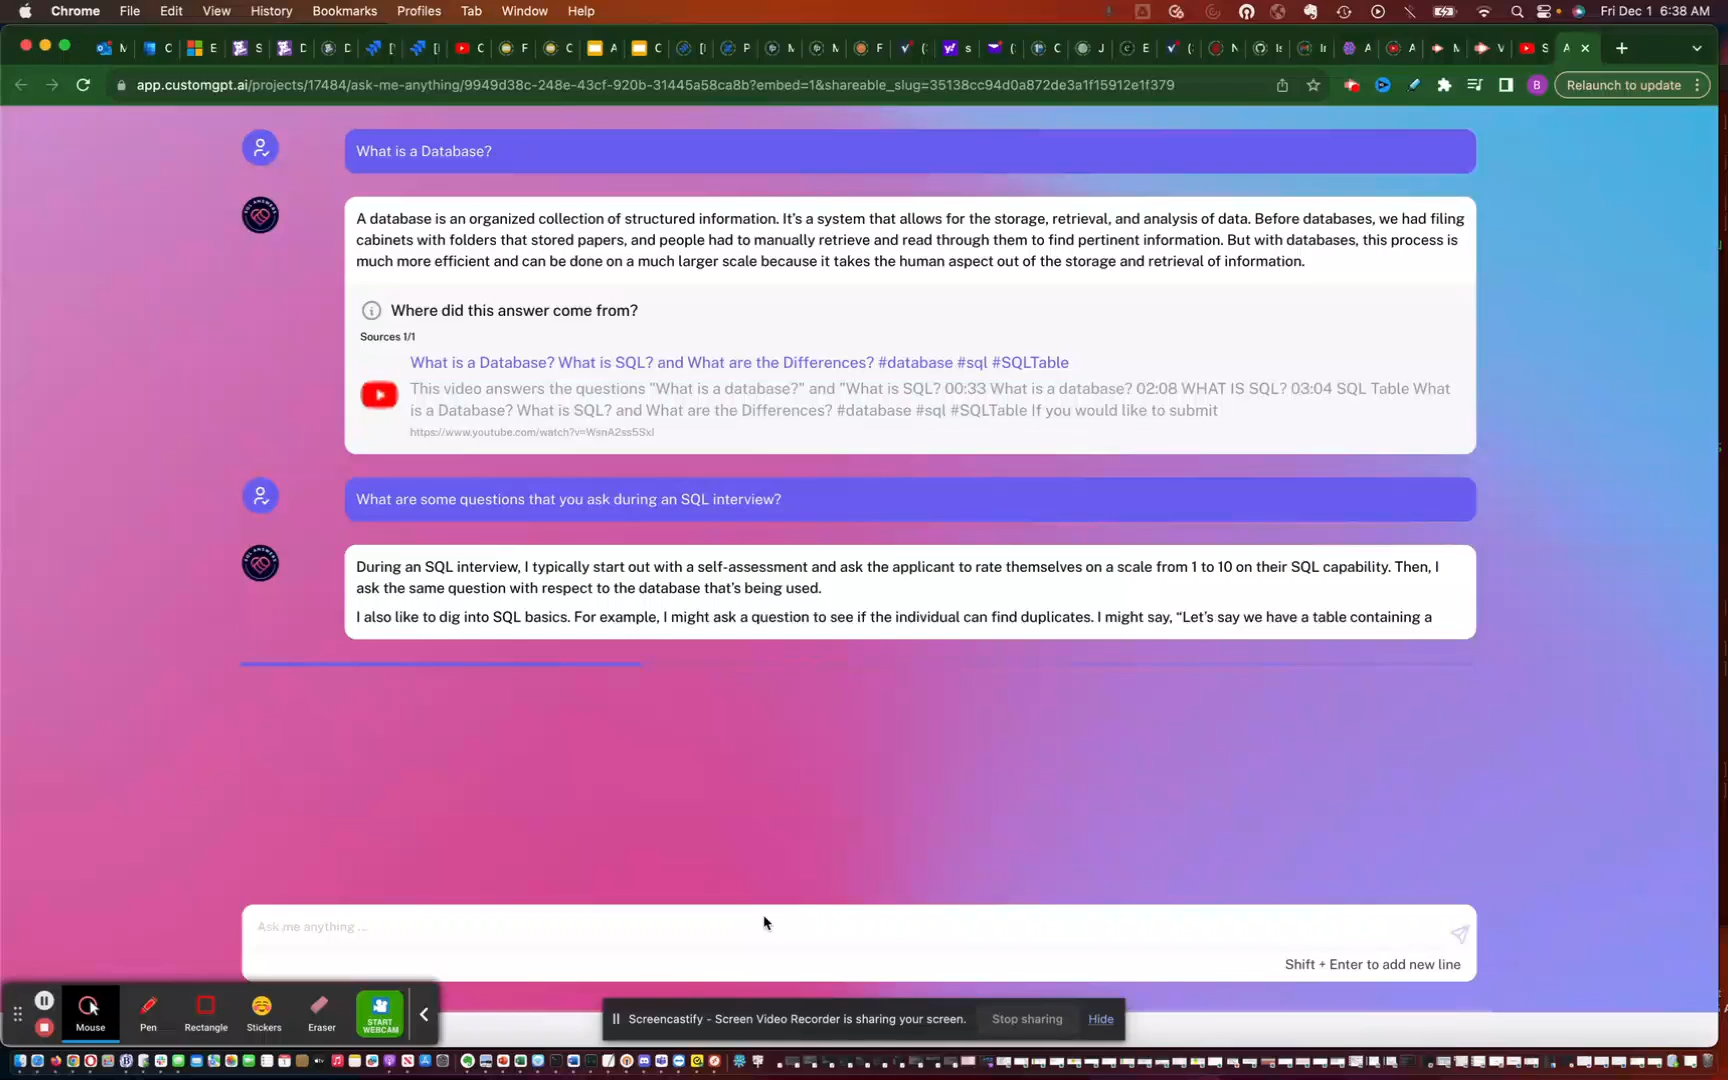 Chrome File Edit View History Bookmarks Profiles Tab Window Help Fri Dec 1 6:38 AM
app.customgpt.ai/projects/17484/ask-me-anything/9949d38c-248e-43cf-920b-31445a58ca8b?embed=1&shareable_slug=35138cc94d0a872de3a1f15912e1f379 B Relaunch to update
What is a Database?
A database is an organized collection of structured information. It's a system that allows for the storage, retrieval, and analysis of data. Before databases, we had filing
cabinets with folders that stored papers, and people had to manually retrieve and read through them to find pertinent information. But with databases, this process is
much more efficient and can be done on a much larger scale because it takes the human aspect out of the storage and retrieval of information.
Where did this answer come from?
Sources 1/1
What is a Database? What is SQL? and What are the Differences? #database #sql #SQLTable
This video answers the questions "What is a database?" and "What is SQL? 00:33 What is a database? 02:08 WHAT IS SQL? 03:04 SQL Table What
is a Database? What is SQL? and What are the Differences? #database #sql #SQLTable If you would like to submit
What are some questions that you ask during an SQL interview?
SQL ANSWERS
During an SQL interview, I typically start out with a self-assessment and ask the applicant to rate themselves on a scale from 1 to 10 on their SQL capability. Then, I
ask the same question with respect to the database that's being used.
I also like to dig into SQL basics. For example, I might ask a question to see if the individual can find duplicates. I might say, “Let's say we have a table containing a
Ask me anything ...
Shift + Enter to add new line
Mouse Pen Rectangle Stickers Eraser START WEBCAM
Screencastify - Screen Video Recorder is sharing your screen. Stop sharing Hide